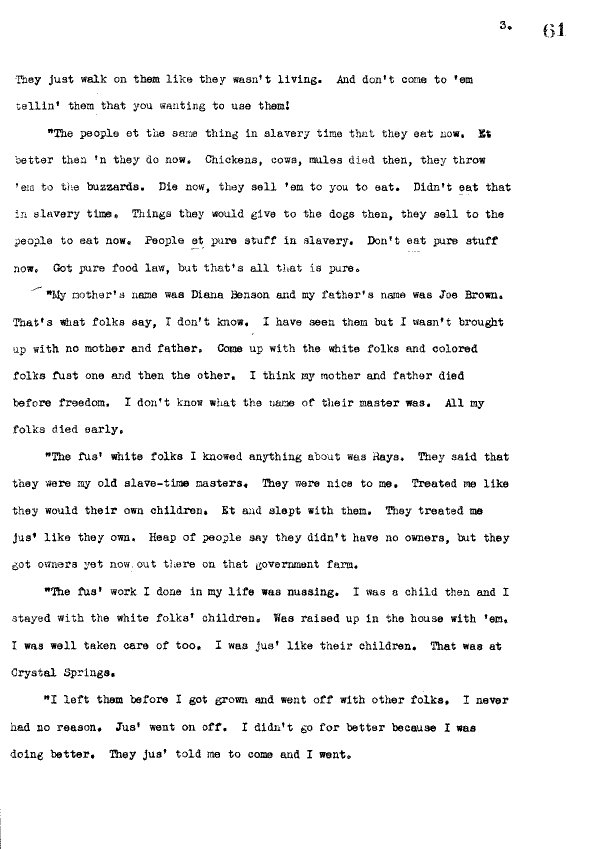 3. 61
They just walk on them like they wasn't living. And don't come to 'em
tellin' them that you wanting to use them!
"The people et the same thing in slavery time that they eat now. Et
better then 'n they do now. Chickens, cows, mules died then, they throw
'em to the buzzards. Die now, they sell 'em to you to eat. Didn't eat that
in slavery time. Things they would give to the dogs then, they sell to the
people to eat now. People et pure stuff in slavery. Don't eat pure stuff
now. Got pure food law, but that's all that is pure.
"My mother's name was Diana Benson and my father's name was Joe Brown.
That's what folks say, I don't know. I have seen them but I wasn't brought
up with no mother and father. Come up with the white folks and colored
folks fust one and then the other. I think my mother and father died
before freedom. I don't know what the name of their master was. All my
folks died early.
"The fus' white folks I knowed anything about was Rays. They said that
they were my old slave-time masters. They were nice to me. Treated me like
they would their own children. Et and slept with them. They treated me
jus' like they own. Heap of people say they didn't have no owners, but they
got owners yet now out there on that government farm.
"The fus' work I done in my life was nussing. I was a child then and I
stayed with the white folks' children. Was raised up in the house with 'em.
I was well taken care of too. I was jus' like their children. That was at
Crystal Springs.
"I left them before I got grown and went off with other folks. I never
had no reason. Jus' went on off. I didn't go for better because I was
doing better. They jus' told me to come and I went.